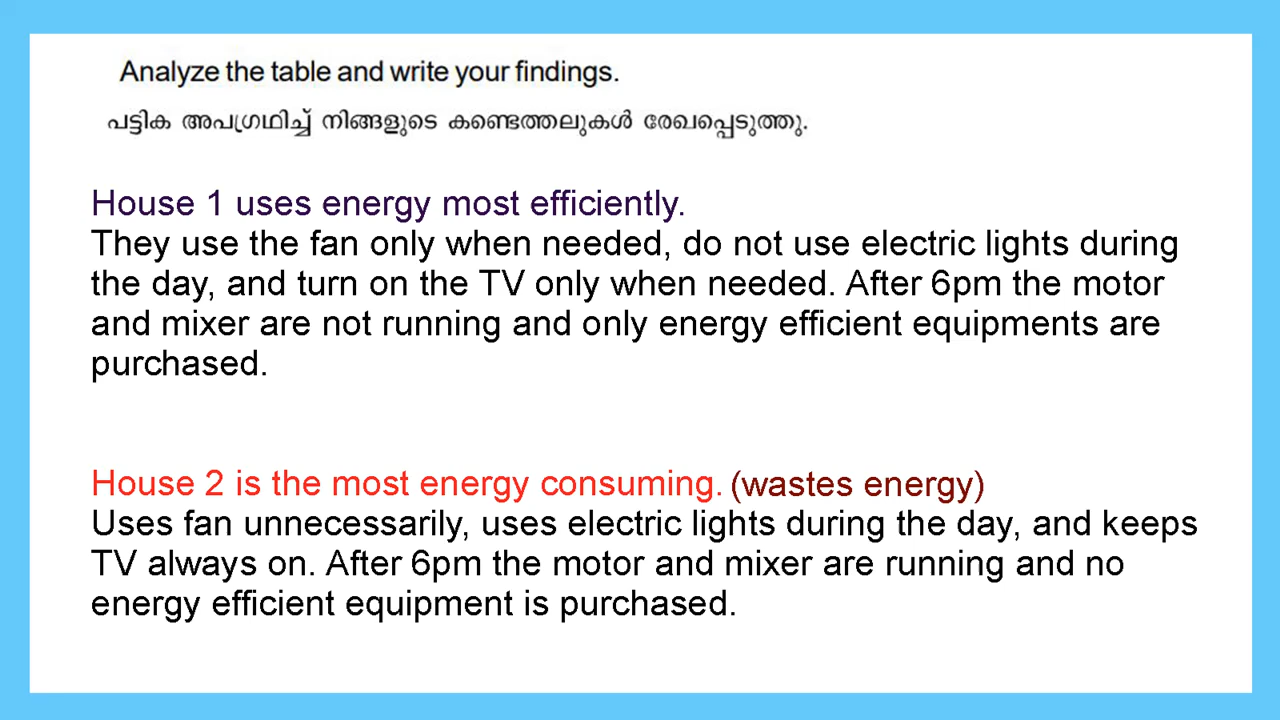 Analyze the table and write your findings.
പട്ടിക അപഗ്രഥിച്ച് നിങ്ങളുടെ കണ്ടെത്തലുകൾ രേഖപ്പെടുത്തു.
House 1 uses energy most efficiently.
They use the fan only when needed, do not use electric lights during
the day, and turn on the TV only when needed. After 6pm the motor
and mixer are not running and only energy efficient equipments are
purchased.
House 2 is the most energy consuming. (wastes energy)
Uses fan unnecessarily, uses electric lights during the day, and keeps
TV always on. After 6pm the motor and mixer are running and no
energy efficient equipment is purchased.